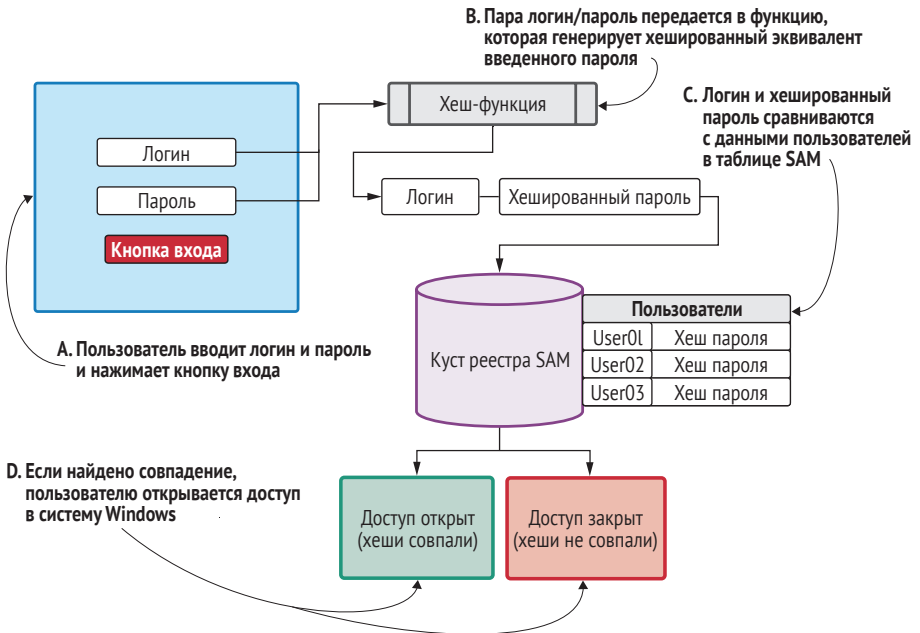 B. Пара логин/пароль передается в функцию,
которая генерирует хешированный эквивалент
введенного пароля
Хеш-функция
C. Логин и хешированный
пароль сравниваются
с данными пользователей
в таблице SAM
Логин
Пароль
Кнопка входа
Логин
Хешированный пароль
A. Пользователь вводит логин и пароль
и нажимает кнопку входа
Куст реестра SAM
Пользователи
User0l Хеш пароля
User02 Хеш пароля
User03 Хеш пароля
D. Если найдено совпадение,
пользователю открывается доступ
в систему Windows
Доступ открыт
(хеши совпали)
Доступ закрыт
(хеши не совпали)